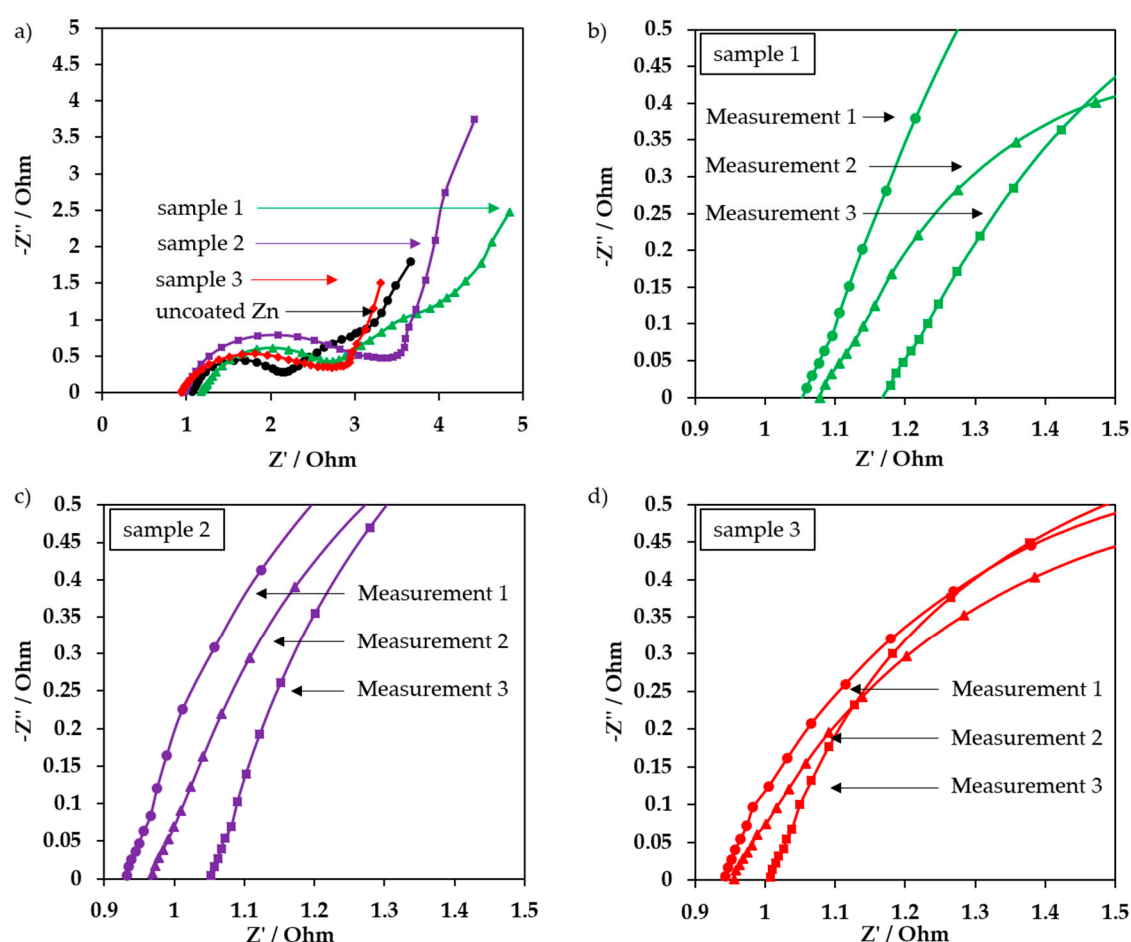 a)
5
4.5
4
3.5
3
2.5
2
1.5
1
0.5
0
-Z'' / Ohm
sample 1
sample 2
sample 3
uncoated Zn
0 1 2 3 4 5
Z' / Ohm
b)
sample 1
0.5
0.45
0.4
0.35
0.3
0.25
0.2
0.15
0.1
0.05
0
-Z'' / Ohm
Measurement 1
Measurement 2
Measurement 3
0.9 1 1.1 1.2 1.3 1.4 1.5
Z' / Ohm
c)
sample 2
0.5
0.45
0.4
0.35
0.3
0.25
0.2
0.15
0.1
0.05
0
-Z'' / Ohm
Measurement 1
Measurement 2
Measurement 3
0.9 1 1.1 1.2 1.3 1.4 1.5
Z' / Ohm
d)
sample 3
0.5
0.45
0.4
0.35
0.3
0.25
0.2
0.15
0.1
0.05
0
-Z'' / Ohm
Measurement 1
Measurement 2
Measurement 3
0.9 1 1.1 1.2 1.3 1.4 1.5
Z' / Ohm